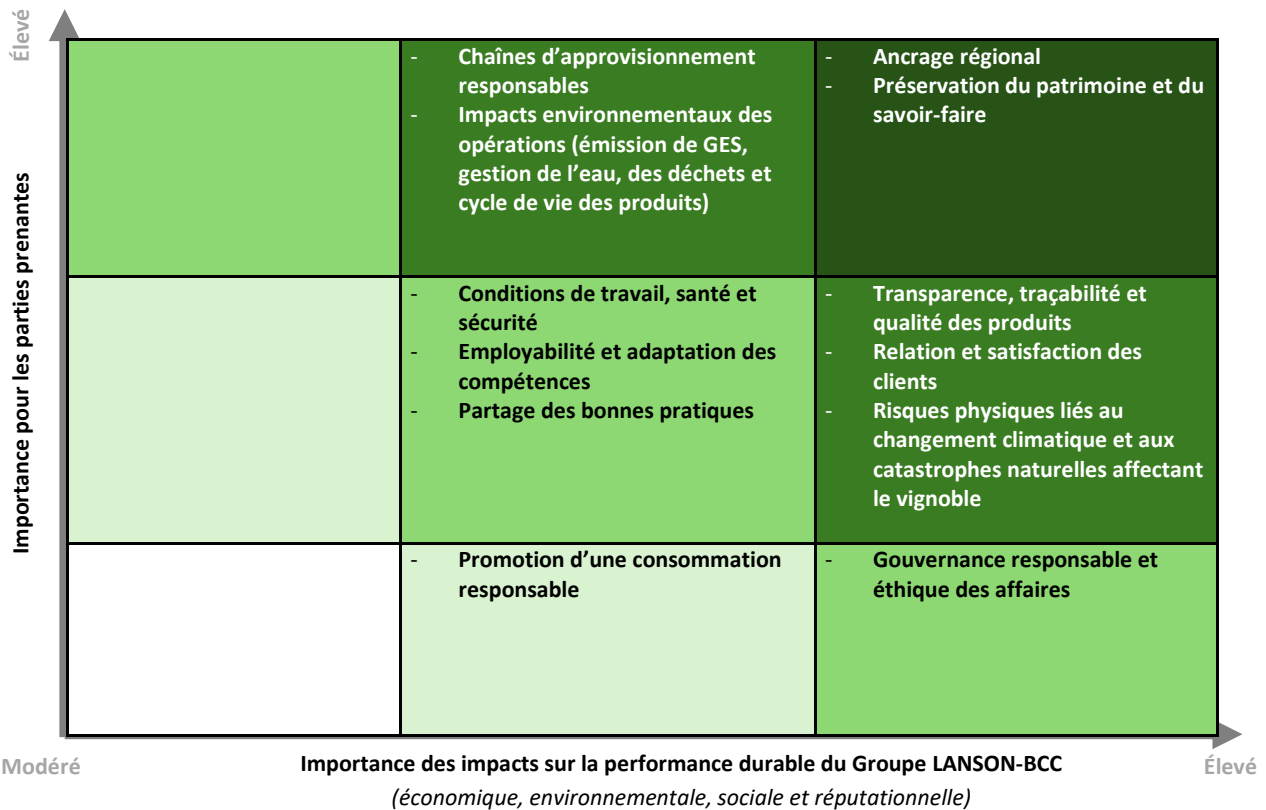 Élevé
Importance pour les parties prenantes
- Chaînes d’approvisionnement
responsables
- Impacts environnementaux des
opérations (émission de GES,
gestion de l’eau, des déchets et
cycle de vie des produits)
- Ancrage régional
- Préservation du patrimoine et du
savoir-faire
- Conditions de travail, santé et
sécurité
- Employabilité et adaptation des
compétences
- Partage des bonnes pratiques
- Transparence, traçabilité et
qualité des produits
- Relation et satisfaction des
clients
- Risques physiques liés au
changement climatique et aux
catastrophes naturelles affectant
le vignoble
- Promotion d’une consommation
responsable
- Gouvernance responsable et
éthique des affaires
Modéré
Importance des impacts sur la performance durable du Groupe LANSON-BCC
Élevé
(économique, environnementale, sociale et réputationnelle)